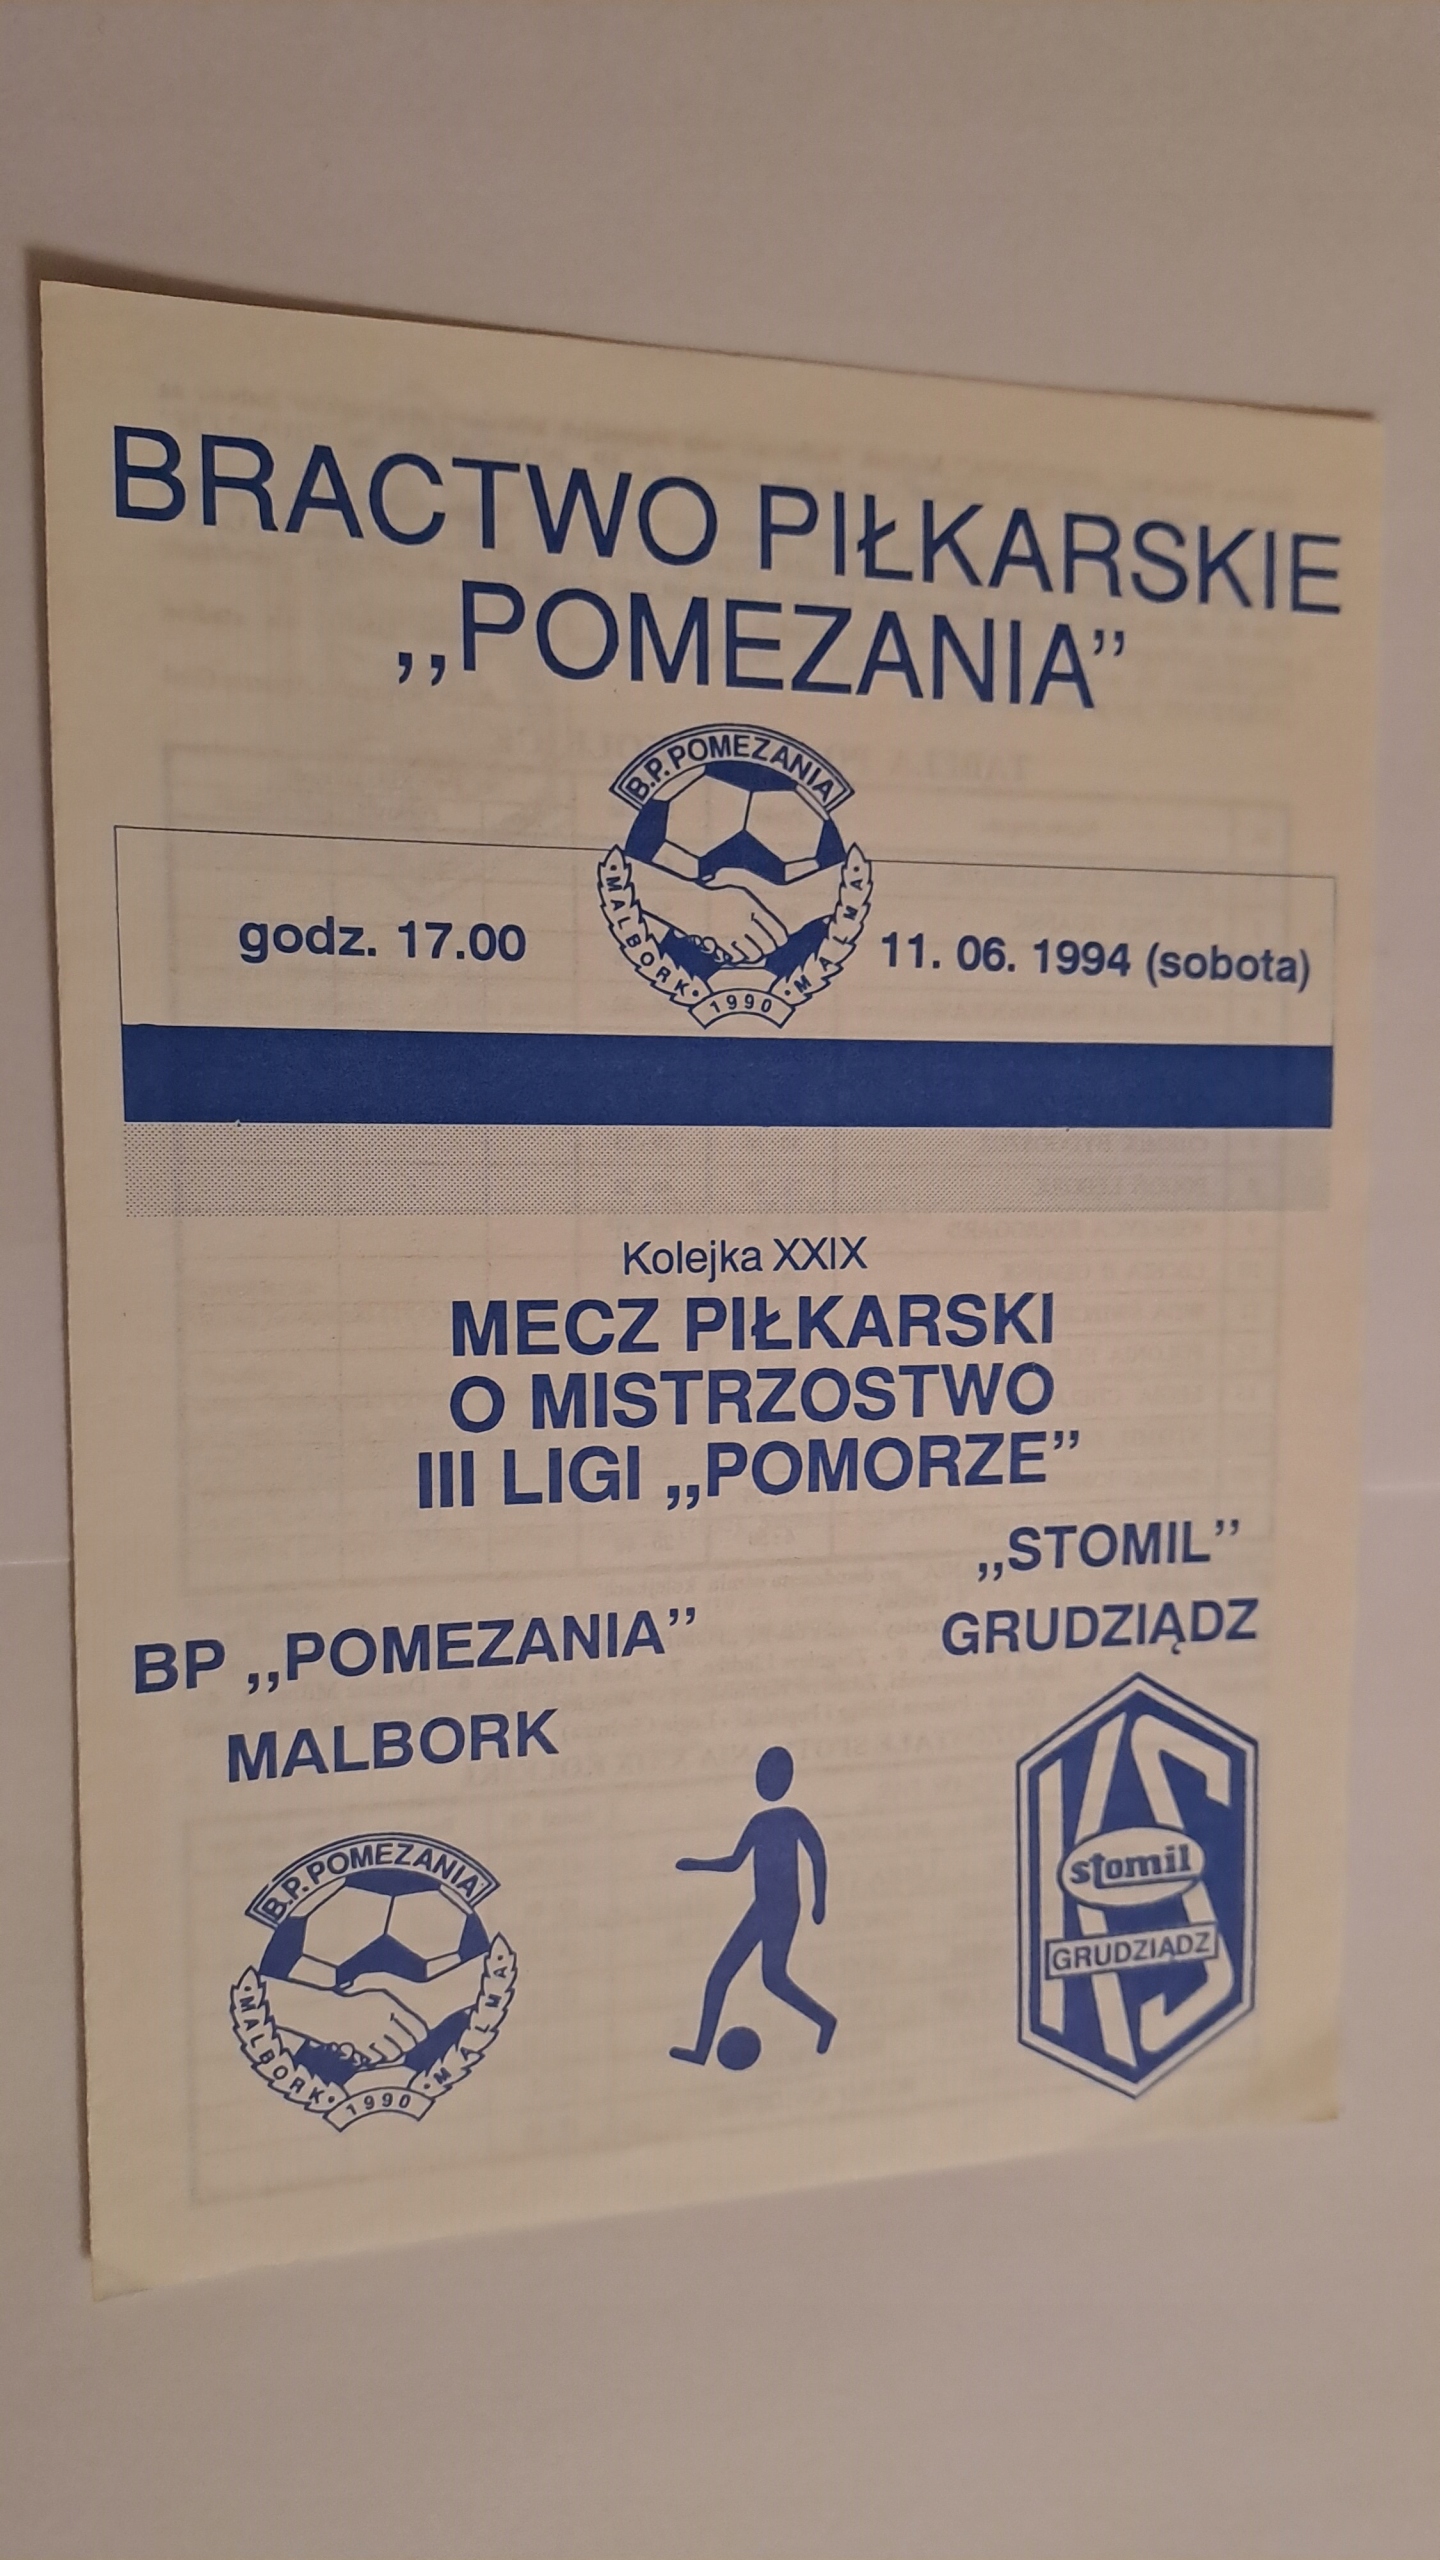 BRACTWO PIŁKARSKIE
,,POMEZANIA”
B.P. POMEZANIA
MALBORK • 1990 • MALMA
godz. 17.00
11. 06. 1994 (sobota)
Kolejka XXIX
MECZ PIŁKARSKI
O MISTRZOSTWO
III LIGI ,,POMORZE”
,,STOMIL”
GRUDZIĄDZ
BP ,,POMEZANIA”
MALBORK
B.P. POMEZANIA
MALBORK • 1990 • MALMA
KS
stomil
GRUDZIĄDZ